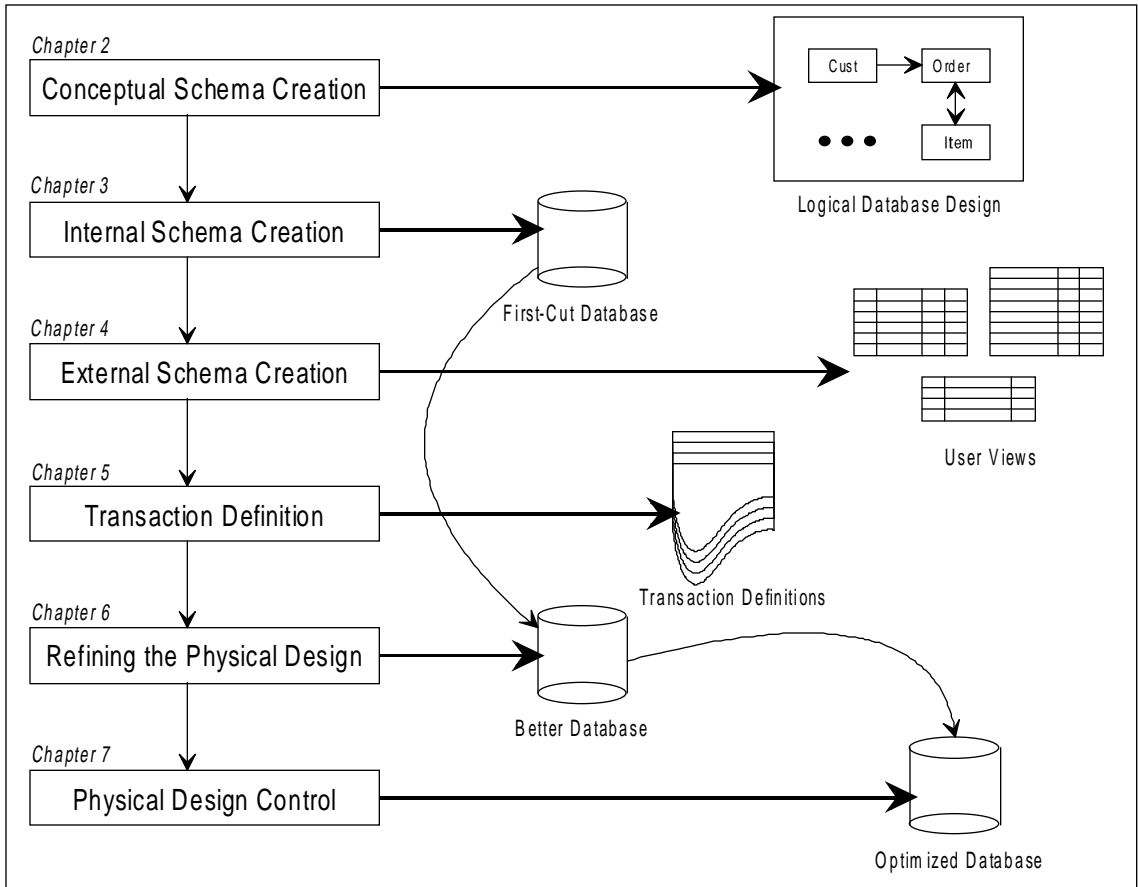 Chapter 2
Conceptual Schema Creation
Cust
Order
Item
Logical Database Design
Chapter 3
Internal Schema Creation
First-Cut Database
Chapter 4
External Schema Creation
User Views
Chapter 5
Transaction Definition
Transaction Definitions
Chapter 6
Refining the Physical Design
Better Database
Chapter 7
Physical Design Control
Optimized Database